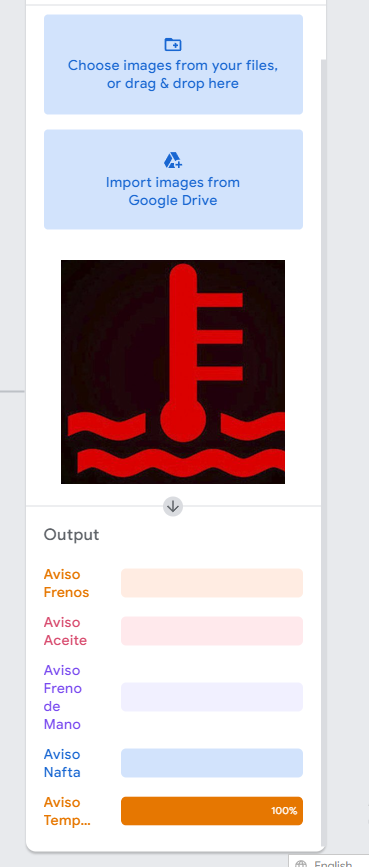 Choose images from your files,
or drag & drop here
Import images from
Google Drive
Output
Aviso
Frenos
Aviso
Aceite
Aviso
Freno
de
Mano
Aviso
Nafta
Aviso
Temp...
100%
English